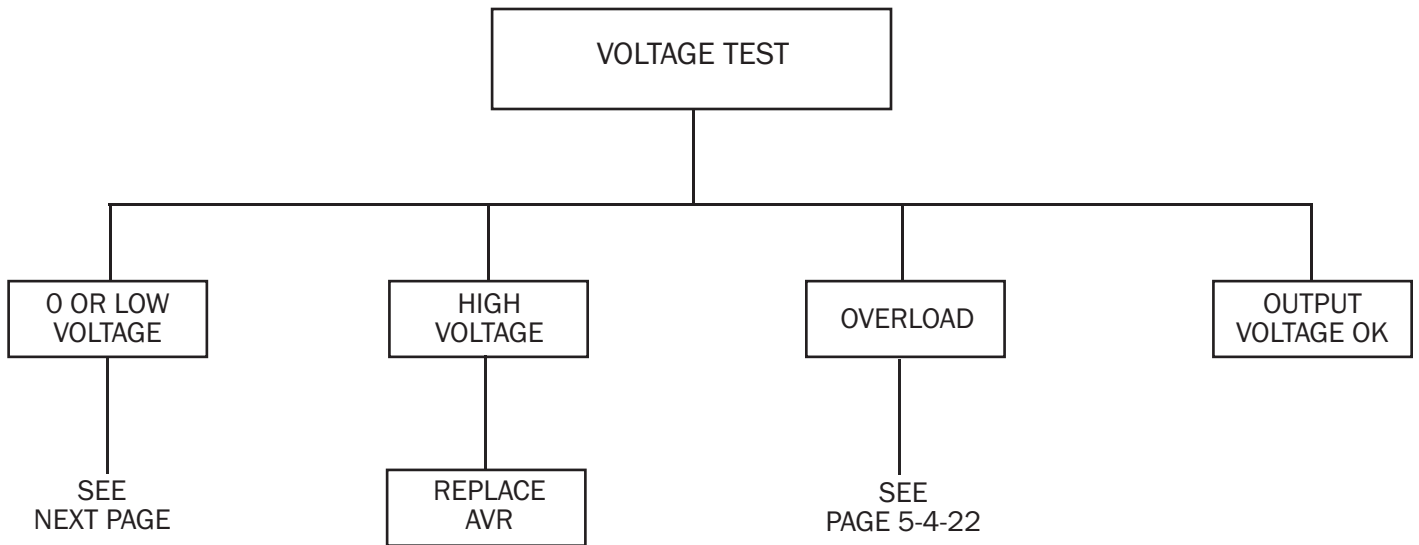 VOLTAGE TEST
0 OR LOW
VOLTAGE
HIGH
VOLTAGE
OVERLOAD
OUTPUT
VOLTAGE OK
SEE
NEXT PAGE
REPLACE
AVR
SEE
PAGE 5-4-22